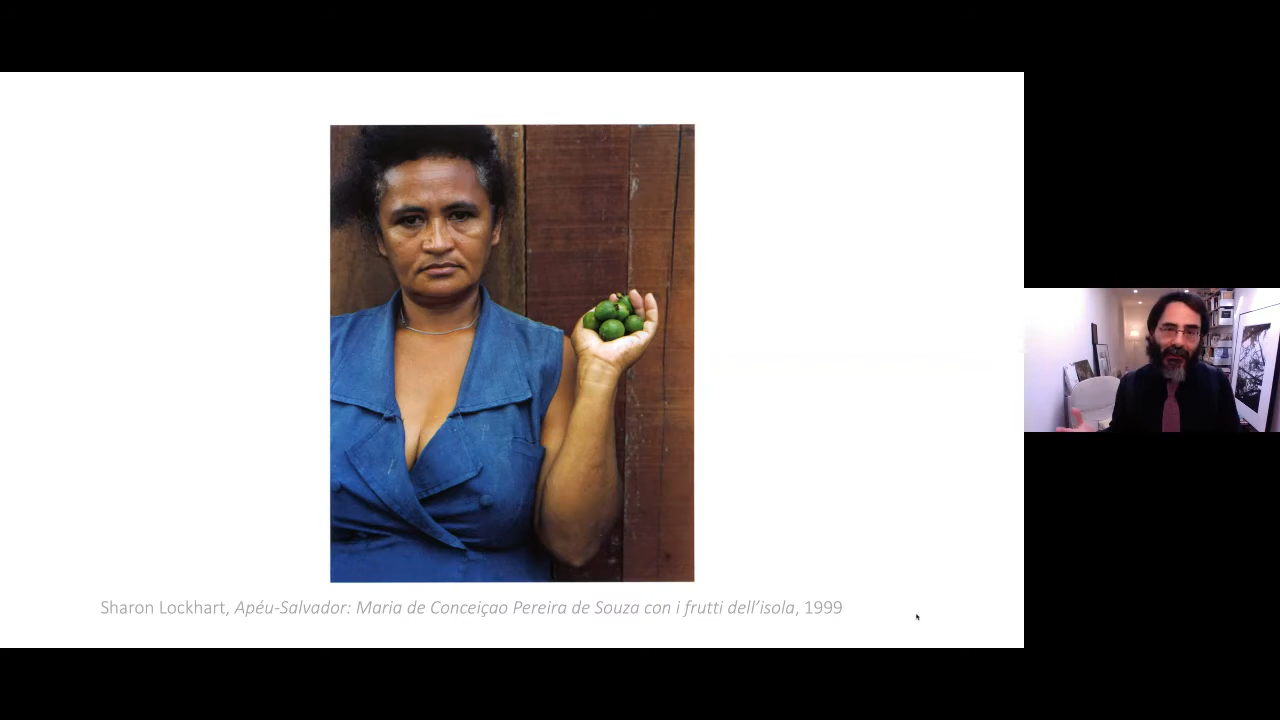 Sharon Lockhart, Apéu-Salvador: Maria de Conceiçao Pereira de Souza con i frutti dell’isola, 1999